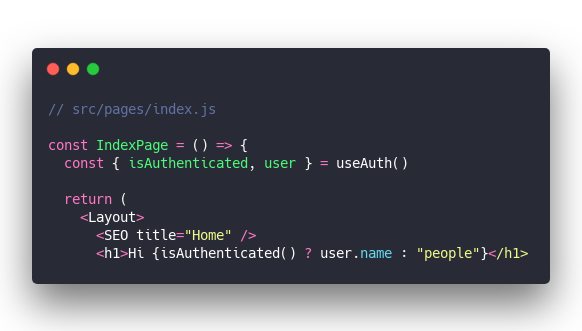 // src/pages/index.js
const IndexPage = () => {
const { isAuthenticated, user } = useAuth()
return (
<Layout>
<SEO title="Home" />
<h1>Hi {isAuthenticated() ? user.name : "people"}</h1>